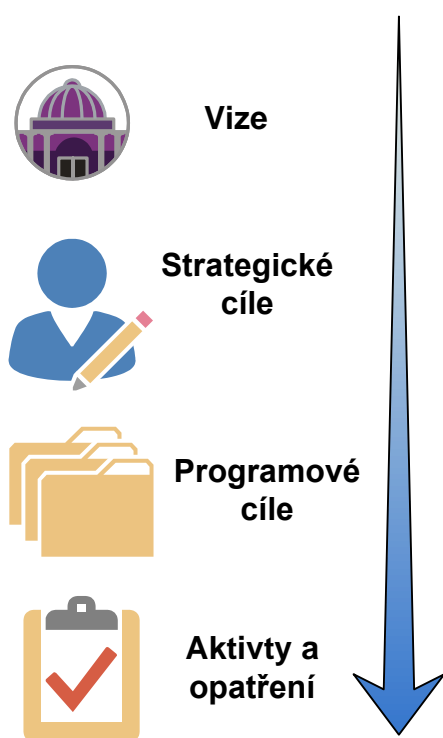 Vize
Strategické
cíle
Programové
cíle
Aktivty a
opatření